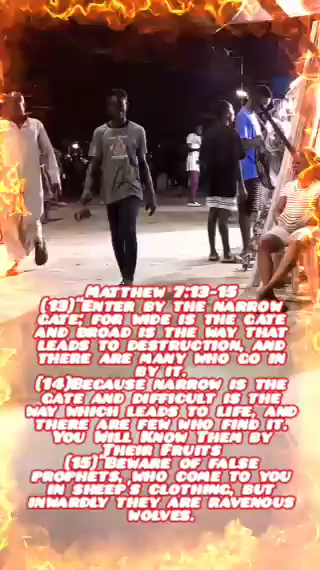 Matthew 7:13-15
(13)"Enter by the narrow
gate; for wide is the gate
and broad is the way that
leads to destruction, and
there are many who go in
by it.
(14)Because narrow is the
gate and difficult is the
way which leads to life, and
there are few who find it.
You Will Know Them by
Their Fruits
(15)"Beware of false
prophets, who come to you
in sheep's clothing, but
inwardly they are ravenous
wolves.